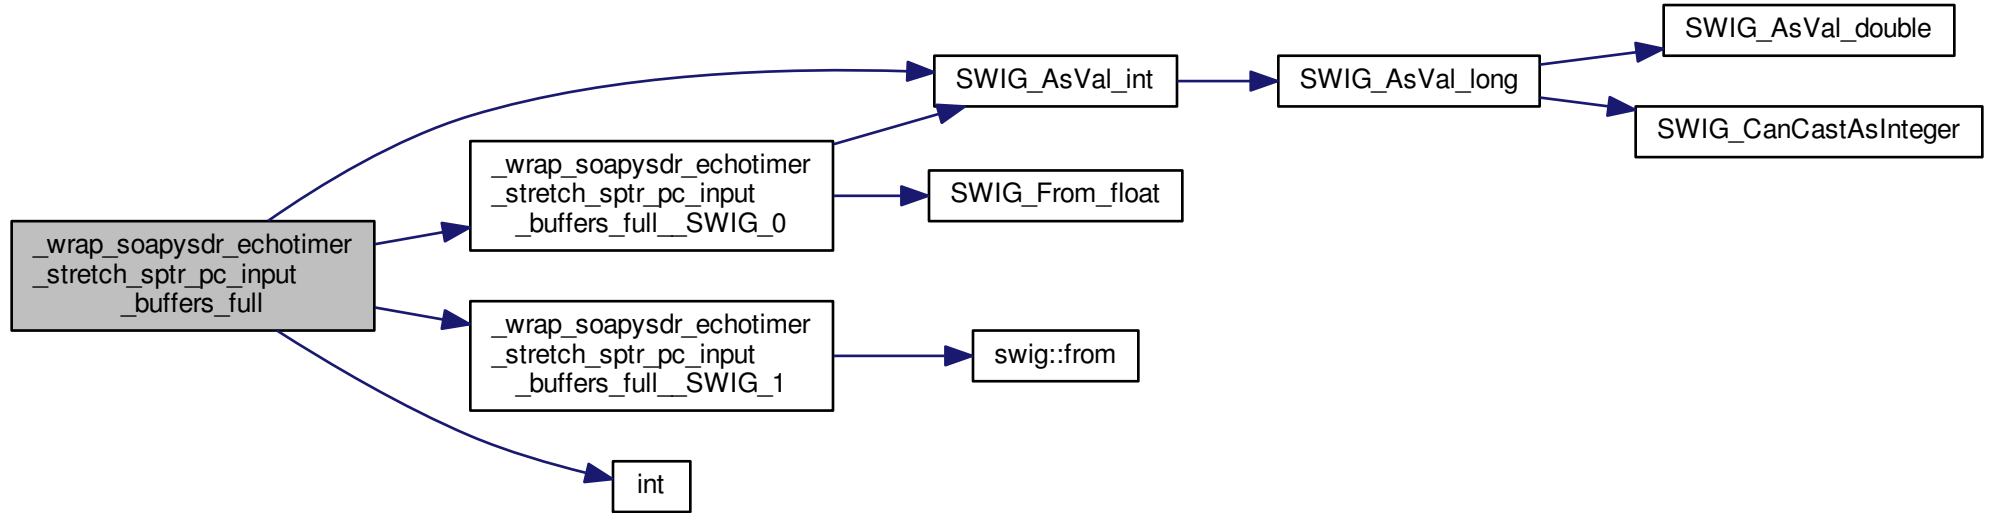 _wrap_soapysdr_echotimer
_stretch_sptr_pc_input
_buffers_full
_wrap_soapysdr_echotimer
_stretch_sptr_pc_input
_buffers_full__SWIG_0
_wrap_soapysdr_echotimer
_stretch_sptr_pc_input
_buffers_full__SWIG_1
int
SWIG_AsVal_int
SWIG_From_float
swig::from
SWIG_AsVal_long
SWIG_AsVal_double
SWIG_CanCastAsInteger